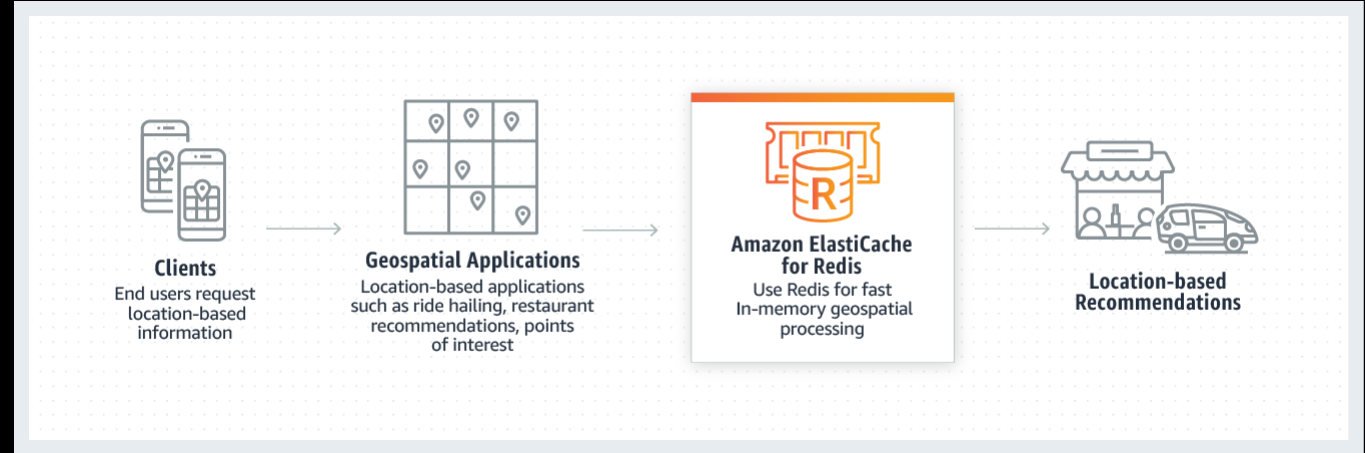 Clients
End users request
location-based
information
Geospatial Applications
Location-based applications
such as ride hailing, restaurant
recommendations, points
of interest
R
Amazon ElastiCache
for Redis
Use Redis for fast
In-memory geospatial
processing
Location-based
Recommendations